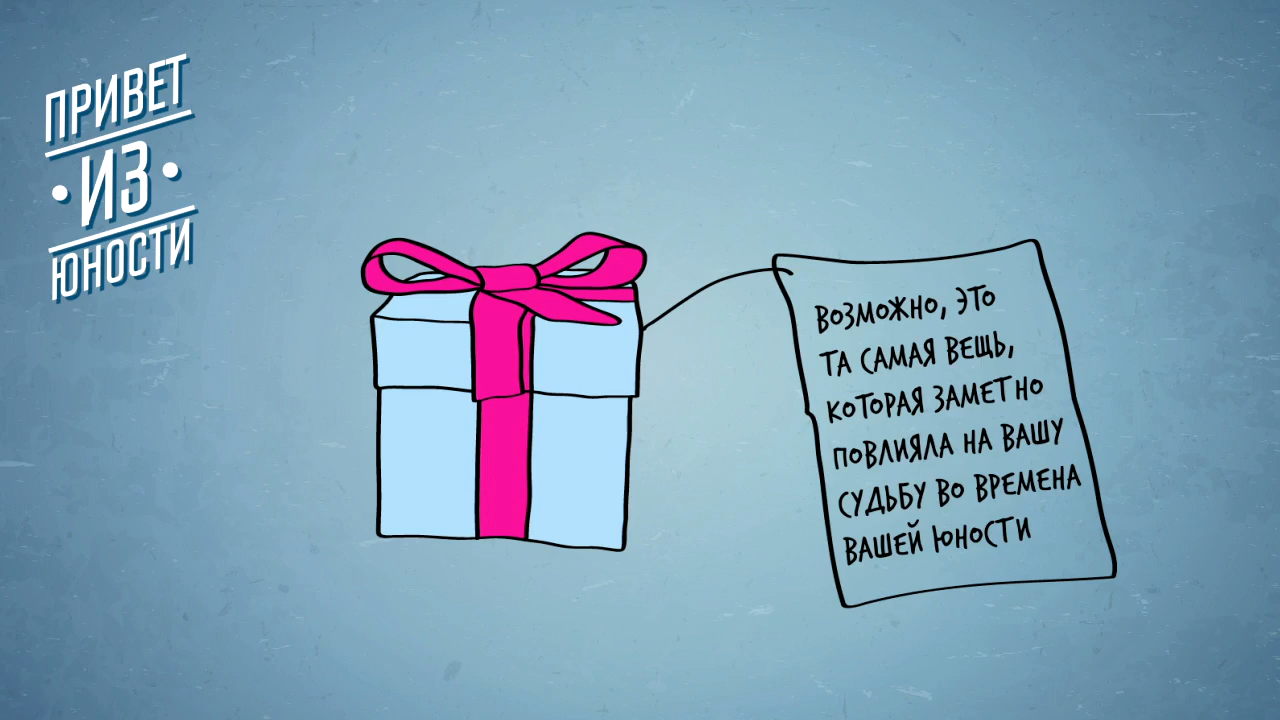 ПРИВЕТ
ИЗ
ЮНОСТИ
ВОЗМОЖНО, ЭТО
ТА САМАЯ ВЕЩЬ,
КОТОРАЯ ЗАМЕТНО
ПОВЛИЯЛА НА ВАШУ
СУДЬБУ ВО ВРЕМЕНА
ВАШЕЙ ЮНОСТИ